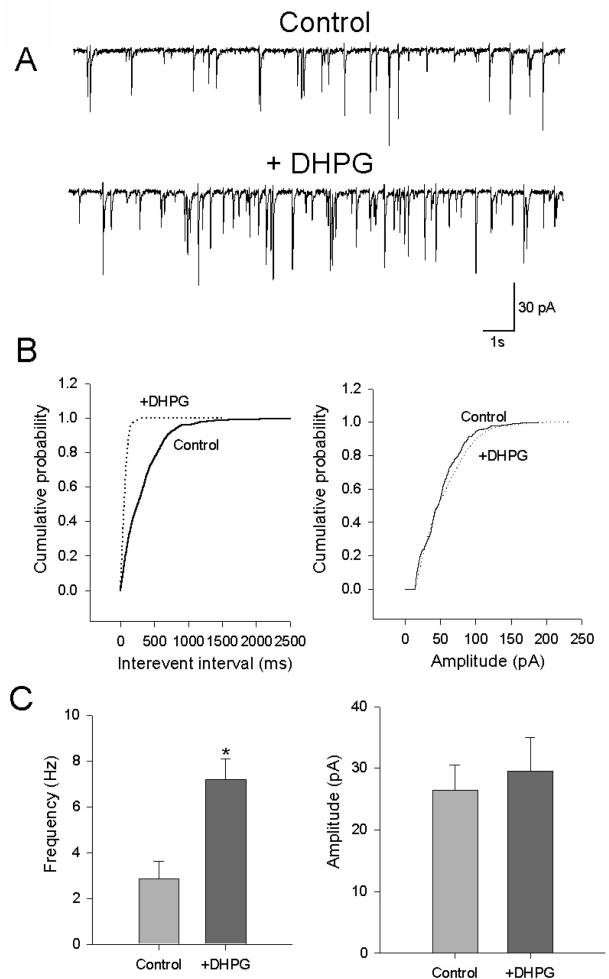 Control
A
+ DHPG
30 pA
1s
B
Cumulative probability
1.2
1.0
0.8
0.6
0.4
0.2
0.0
+DHPG
Control
0 500 1000 1500 2000 2500
Interevent interval (ms)
Cumulative probability
1.2
1.0
0.8
0.6
0.4
0.2
0.0
Control
+DHPG
0 50 100 150 200 250
Amplitude (pA)
C
Frequency (Hz)
10
8
6
4
2
0
*
Control +DHPG
Amplitude (pA)
40
30
20
10
0
Control +DHPG